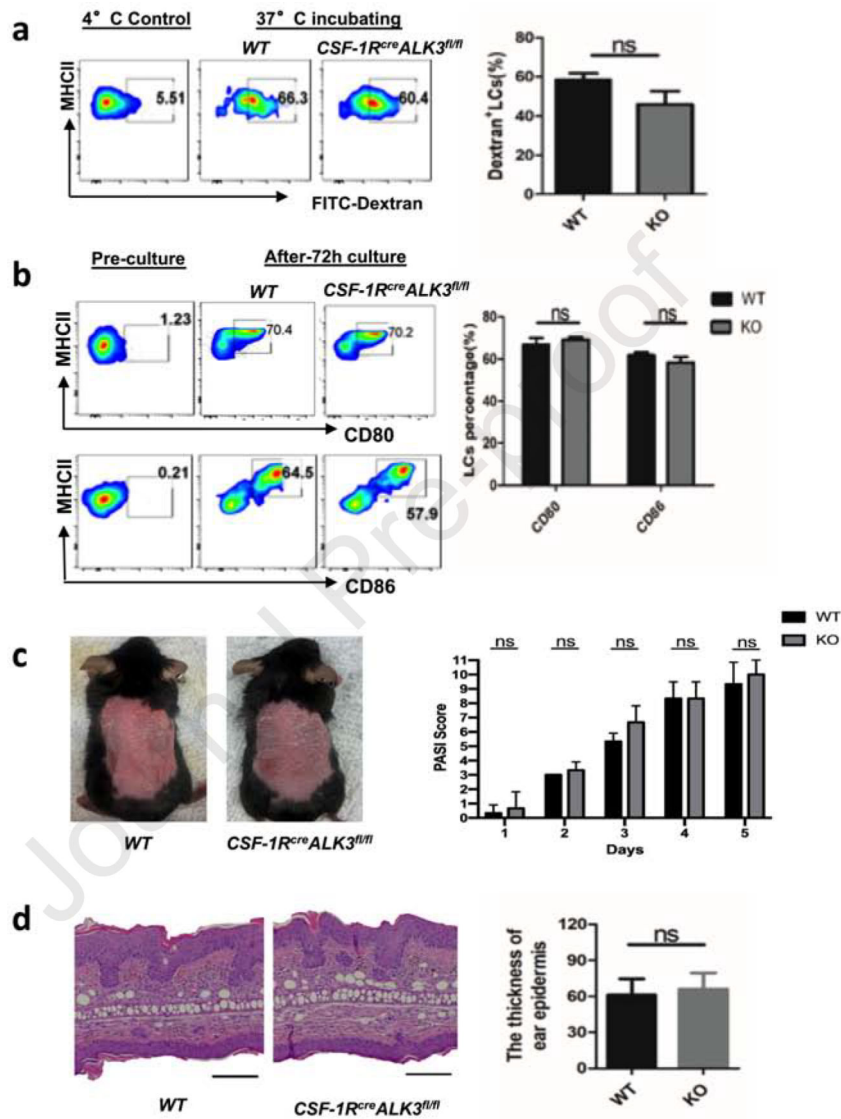 a
4° C Control
37° C incubating
WT
CSF-1RcreALK3fl/fl
MHCII
5.51
66.3
60.4
FITC-Dextran
Dextran+LCs(%)
80
60
40
20
0
ns
WT
KO
b
Pre-culture
After-72h culture
WT
CSF-1RcreALK3fl/fl
MHCII
1.23
70.4
70.2
CD80
MHCII
0.21
64.5
57.9
CD86
WT
KO
LCs percentage(%)
80
60
40
20
0
ns
ns
CD80
CD86
c
WT
CSF-1RcreALK3fl/fl
WT
KO
ns
ns
ns
ns
ns
PASI Score
11
10
9
8
7
6
5
4
3
2
1
0
1
2
3
4
5
Days
d
WT
CSF-1RcreALK3fl/fl
The thickness of
ear epidermis
120
90
60
30
0
ns
WT
KO
Journal Pre-proof